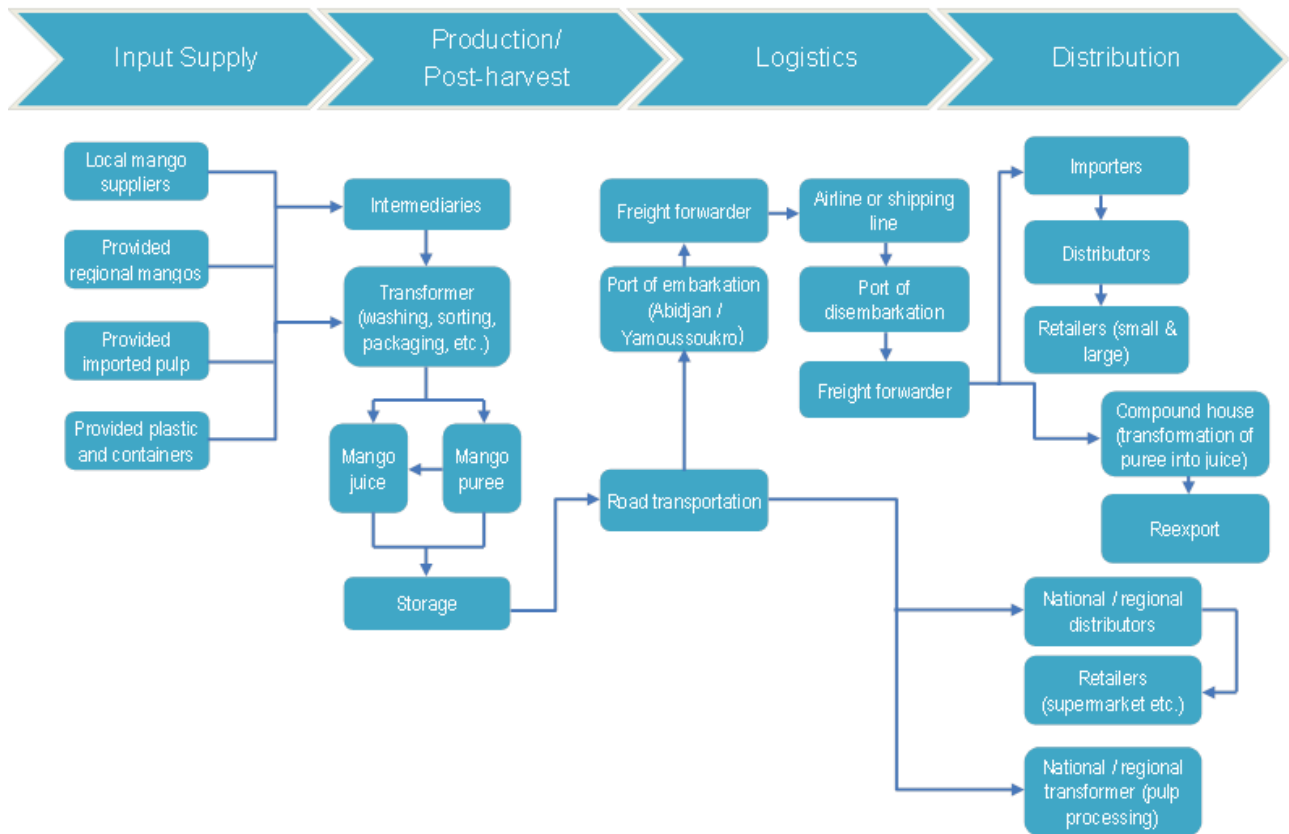 Input Supply
Production/
Post-harvest
Logistics
Distribution
Local mango
suppliers
Provided
regional mangos
Provided
imported pulp
Provided plastic
and containers
Intermediaries
Transformer
(washing, sorting,
packaging, etc.)
Mango
juice
Mango
puree
Storage
Freight forwarder
Port of embarkation
(Abidjan /
Yamoussoukro)
Road transportation
Airline or shipping
line
Port of
disembarkation
Freight forwarder
Importers
Distributors
Retailers (small &
large)
Compound house
(transformation of
puree into juice)
Reexport
National / regional
distributors
Retailers
(supermarket etc.)
National / regional
transformer (pulp
processing)